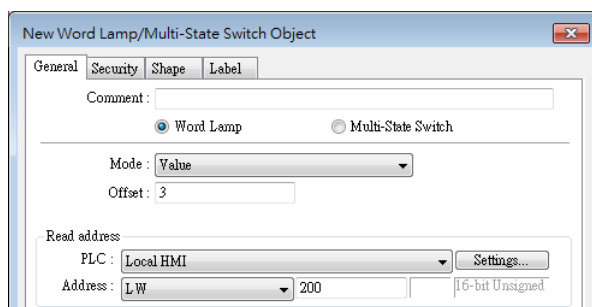 New Word Lamp/Multi-State Switch Object
General Security Shape Label
Comment :
Word Lamp Multi-State Switch
Mode : Value
Offset : 3
Read address
PLC : Local HMI Settings...
Address : LW 200 16-bit Unsigned